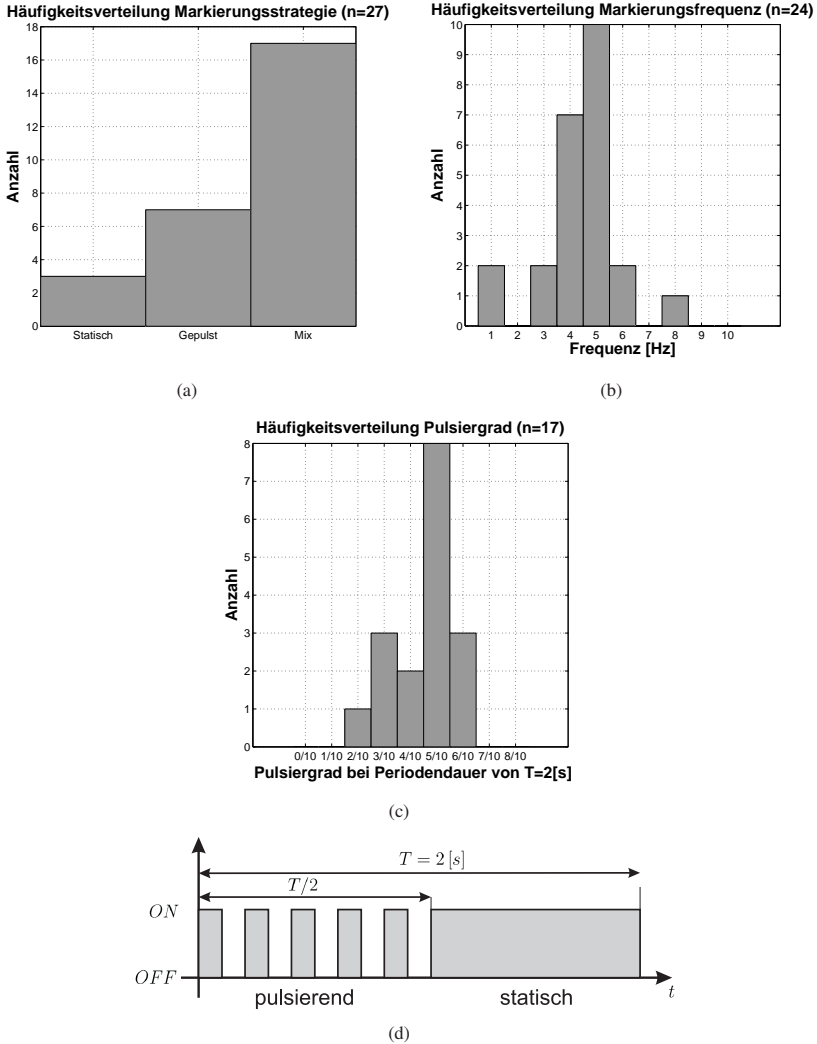 Häufigkeitsverteilung Markierungsstrategie (n=27)
18
16
14
12
10
8
6
4
2
0
Anzahl
Statisch Gepulst Mix
(a)
Häufigkeitsverteilung Markierungsfrequenz (n=24)
10
9
8
7
6
5
4
3
2
1
0
Anzahl
1 2 3 4 5 6 7 8 9 10
Frequenz [Hz]
(b)
Häufigkeitsverteilung Pulsiergrad (n=17)
8
7
6
5
4
3
2
1
0
Anzahl
0/10 1/10 2/10 3/10 4/10 5/10 6/10 7/10 8/10
Pulsiergrad bei Periodendauer von T=2[s]
(c)
T = 2 [s]
T/2
ON
OFF
t
pulsierend statisch
(d)